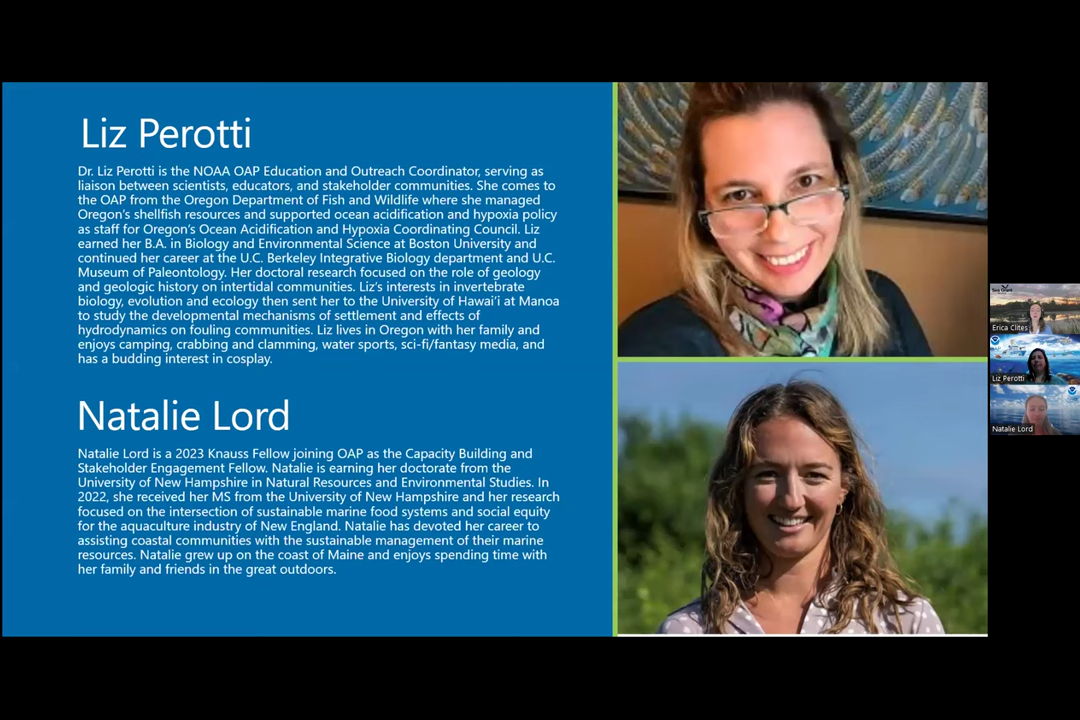 Liz Perotti
Dr. Liz Perotti is the NOAA OAP Education and Outreach Coordinator, serving as
liaison between scientists, educators, and stakeholder communities. She comes to
the OAP from the Oregon Department of Fish and Wildlife where she managed
Oregon's shellfish resources and supported ocean acidification and hypoxia policy
as staff for Oregon's Ocean Acidification and Hypoxia Coordinating Council. Liz
earned her B.A. in Biology and Environmental Science at Boston University and
continued her career at the U.C. Berkeley Integrative Biology department and U.C.
Museum of Paleontology. Her doctoral research focused on the role of geology
and geologic history on intertidal communities. Liz's interests in invertebrate
biology, evolution and ecology then sent her to the University of Hawai'i at Manoa
to study the developmental mechanisms of settlement and effects of
hydrodynamics on fouling communities. Liz lives in Oregon with her family and
enjoys camping, crabbing and clamming, water sports, sci-fi/fantasy media, and
has a budding interest in cosplay.
Natalie Lord
Natalie Lord is a 2023 Knauss Fellow joining OAP as the Capacity Building and
Stakeholder Engagement Fellow. Natalie is earning her doctorate from the
University of New Hampshire in Natural Resources and Environmental Studies. In
2022, she received her MS from the University of New Hampshire and her research
focused on the intersection of sustainable marine food systems and social equity
for the aquaculture industry of New England. Natalie has devoted her career to
assisting coastal communities with the sustainable management of their marine
resources. Natalie grew up on the coast of Maine and enjoys spending time with
her family and friends in the great outdoors.
Sea Grant
Erica Clites
Liz Perotti
Natalie Lord